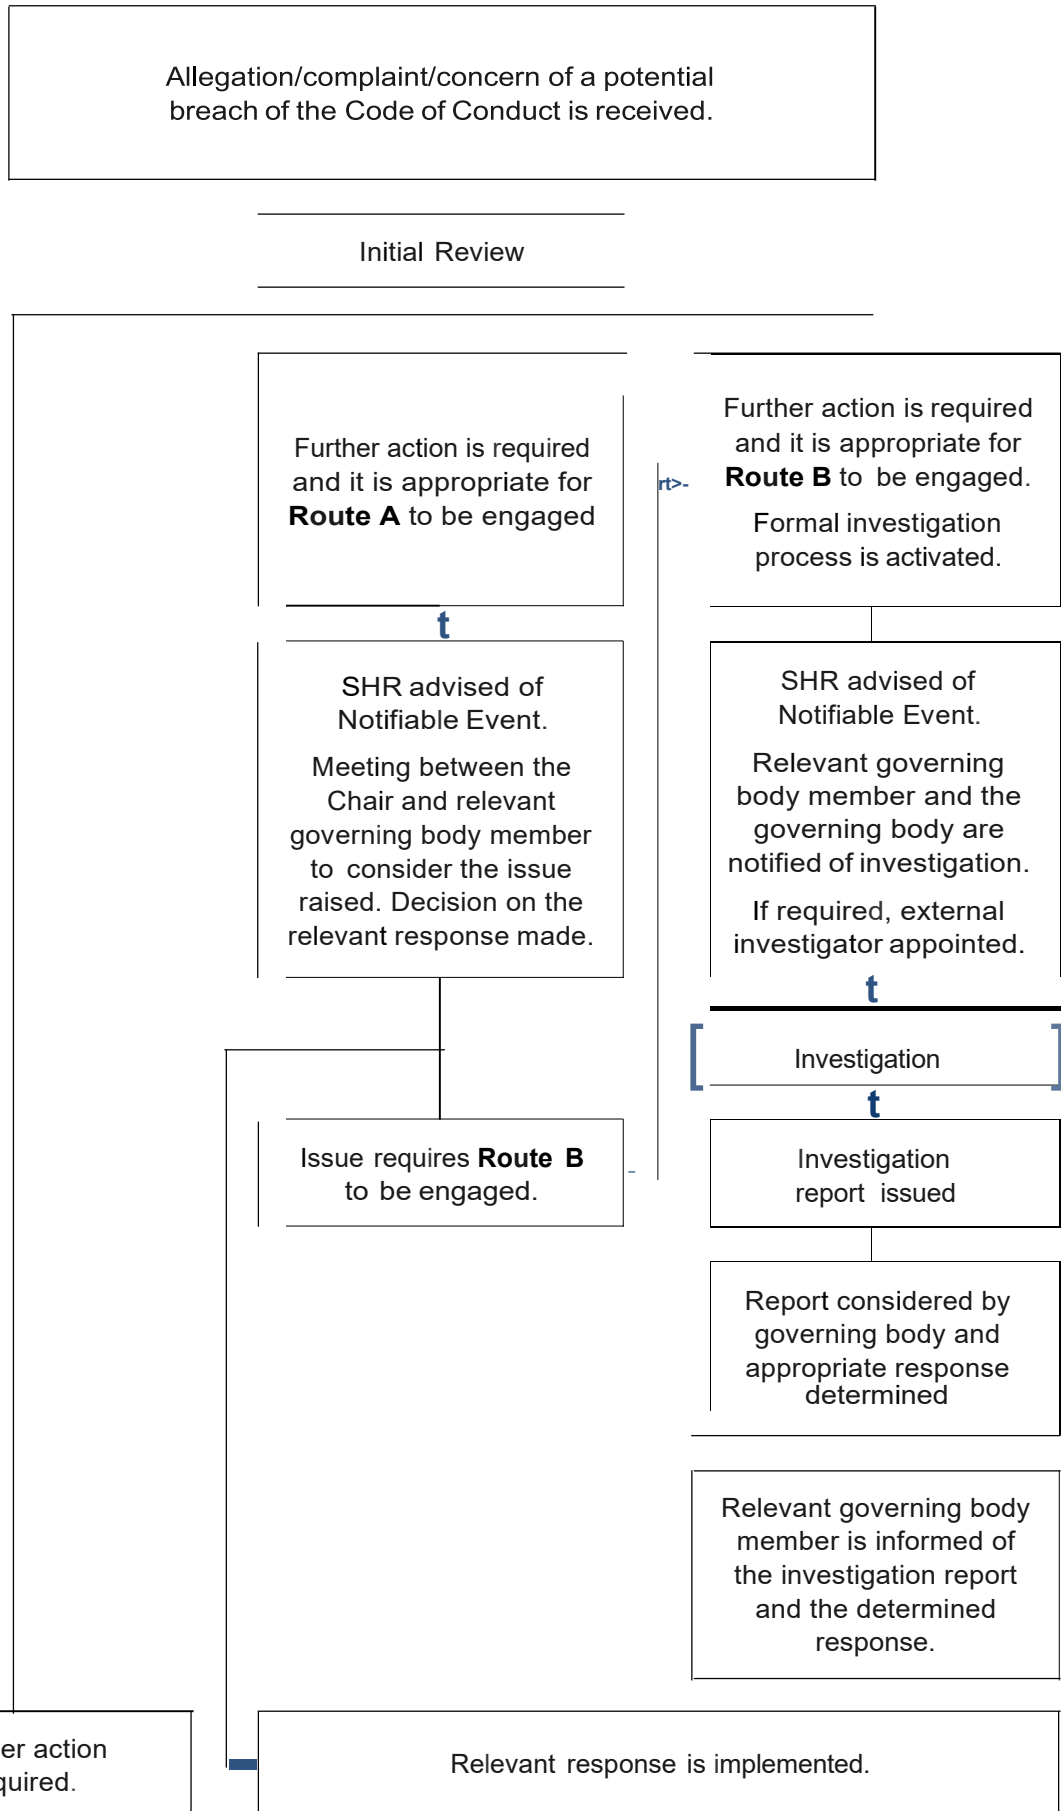 Allegation/complaint/concern of a potential
breach of the Code of Conduct is received.
Initial Review
Further action is required
and it is appropriate for
Route A to be engaged
rt>-
Further action is required
and it is appropriate for
Route B to be engaged.
Formal investigation
process is activated.
t
SHR advised of
Notifiable Event.
Meeting between the
Chair and relevant
governing body member
to consider the issue
raised. Decision on the
relevant response made.
SHR advised of
Notifiable Event.
Relevant governing
body member and the
governing body are
notified of investigation.
If required, external
investigator appointed.
t
[ Investigation ]
t
Issue requires Route B
to be engaged.
-
Investigation
report issued
Report considered by
governing body and
appropriate response
determined
Relevant governing body
member is informed of
the investigation report
and the determined
response.
er action
quired.
Relevant response is implemented.